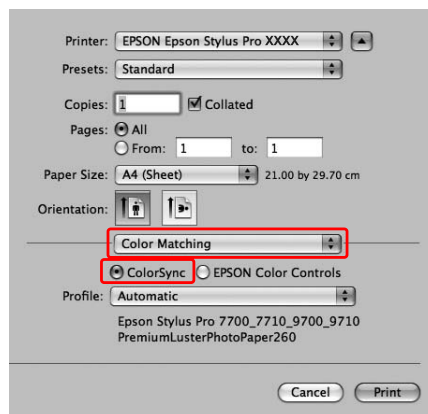 Printer: EPSON Epson Stylus Pro XXXX
Presets: Standard
Copies: 1 Collated
Pages: All
From: 1 to: 1
Paper Size: A4 (Sheet) 21.00 by 29.70 cm
Orientation:
Color Matching
ColorSync EPSON Color Controls
Profile: Automatic
Epson Stylus Pro 7700_7710_9700_9710
PremiumLusterPhotoPaper260
Cancel Print